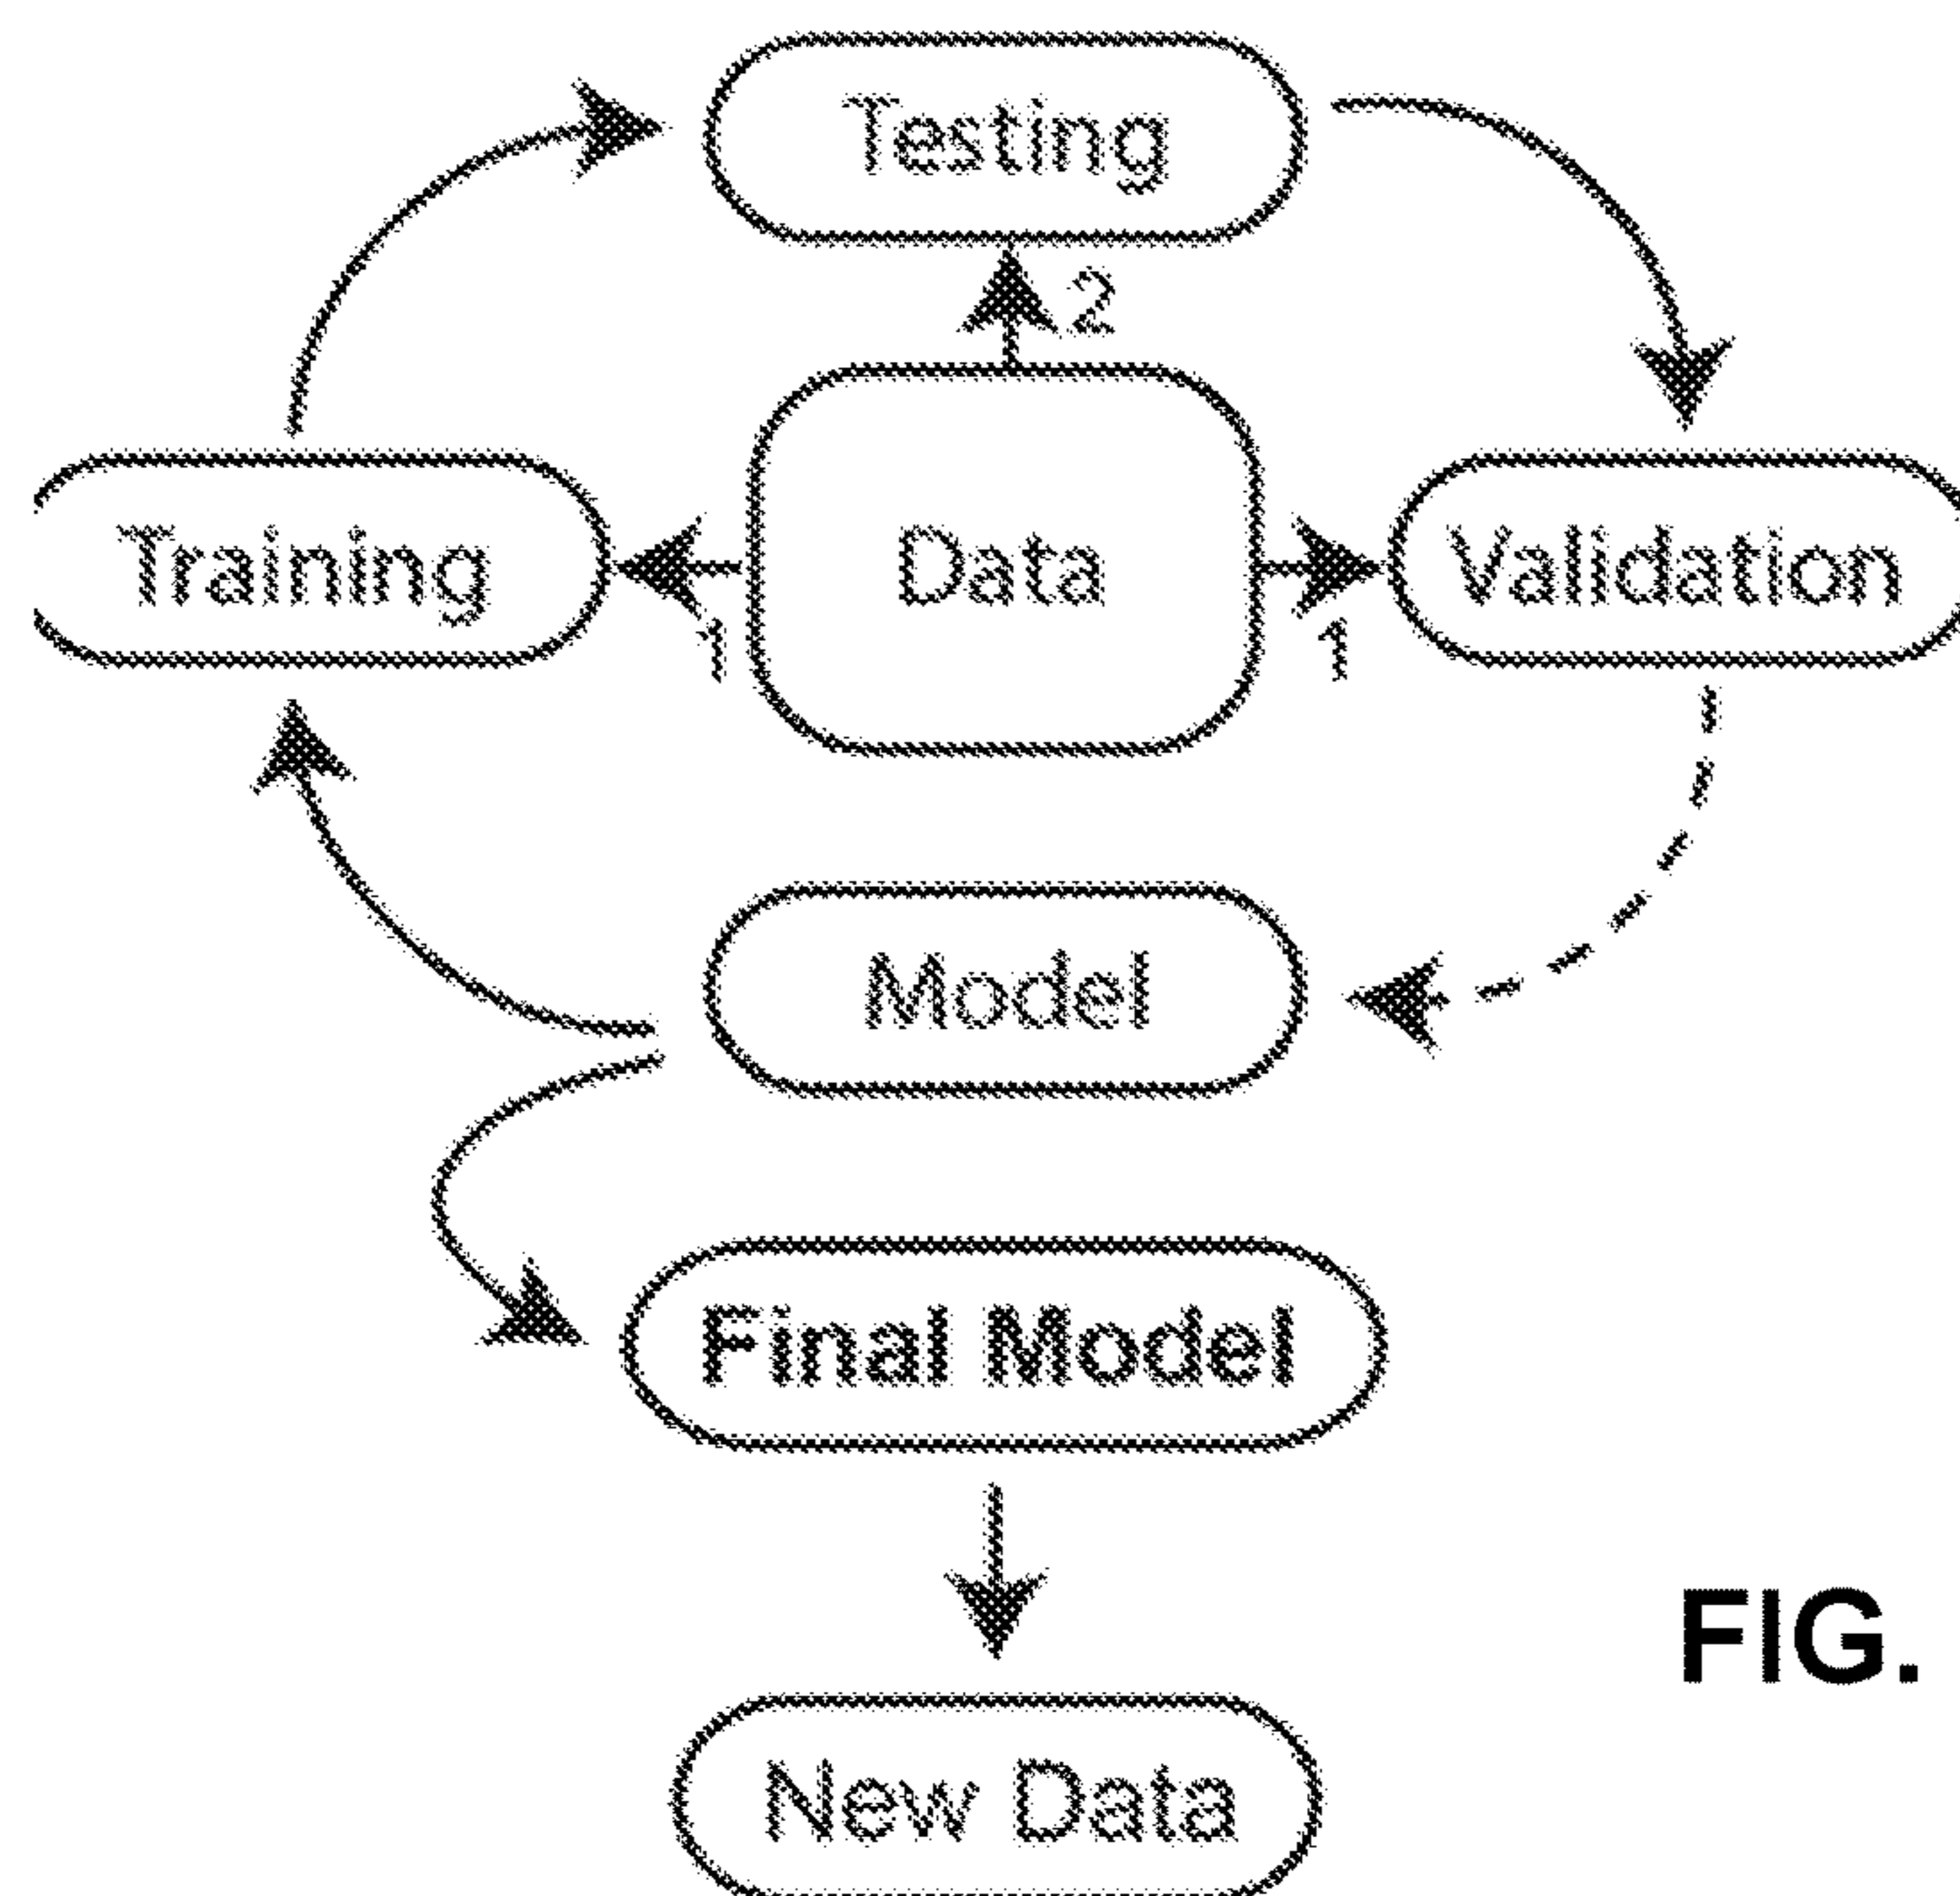 Testing
2
Training
Data
Validation
1
1
Model
Final Model
FIG.
New Data